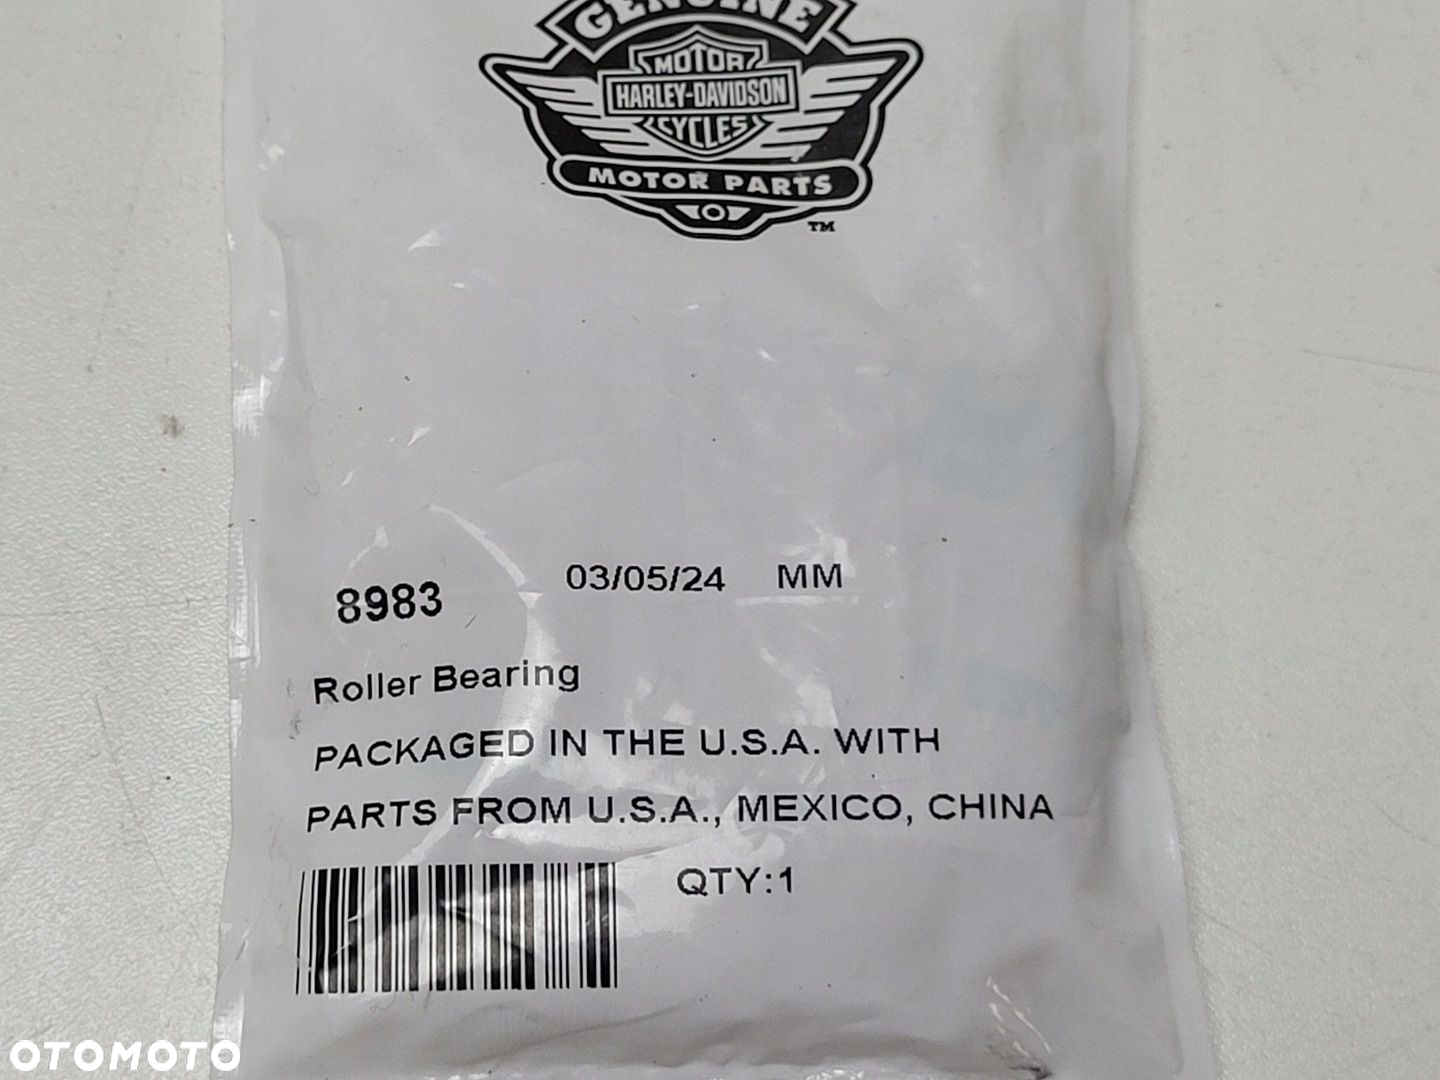 GENUINE
MOTOR
HARLEY-DAVIDSON
CYCLES
MOTOR PARTS
TM
03/05/24 MM
8983
Roller Bearing
PACKAGED IN THE U.S.A. WITH
PARTS FROM U.S.A., MEXICO, CHINA
QTY:1
OTOMOTO